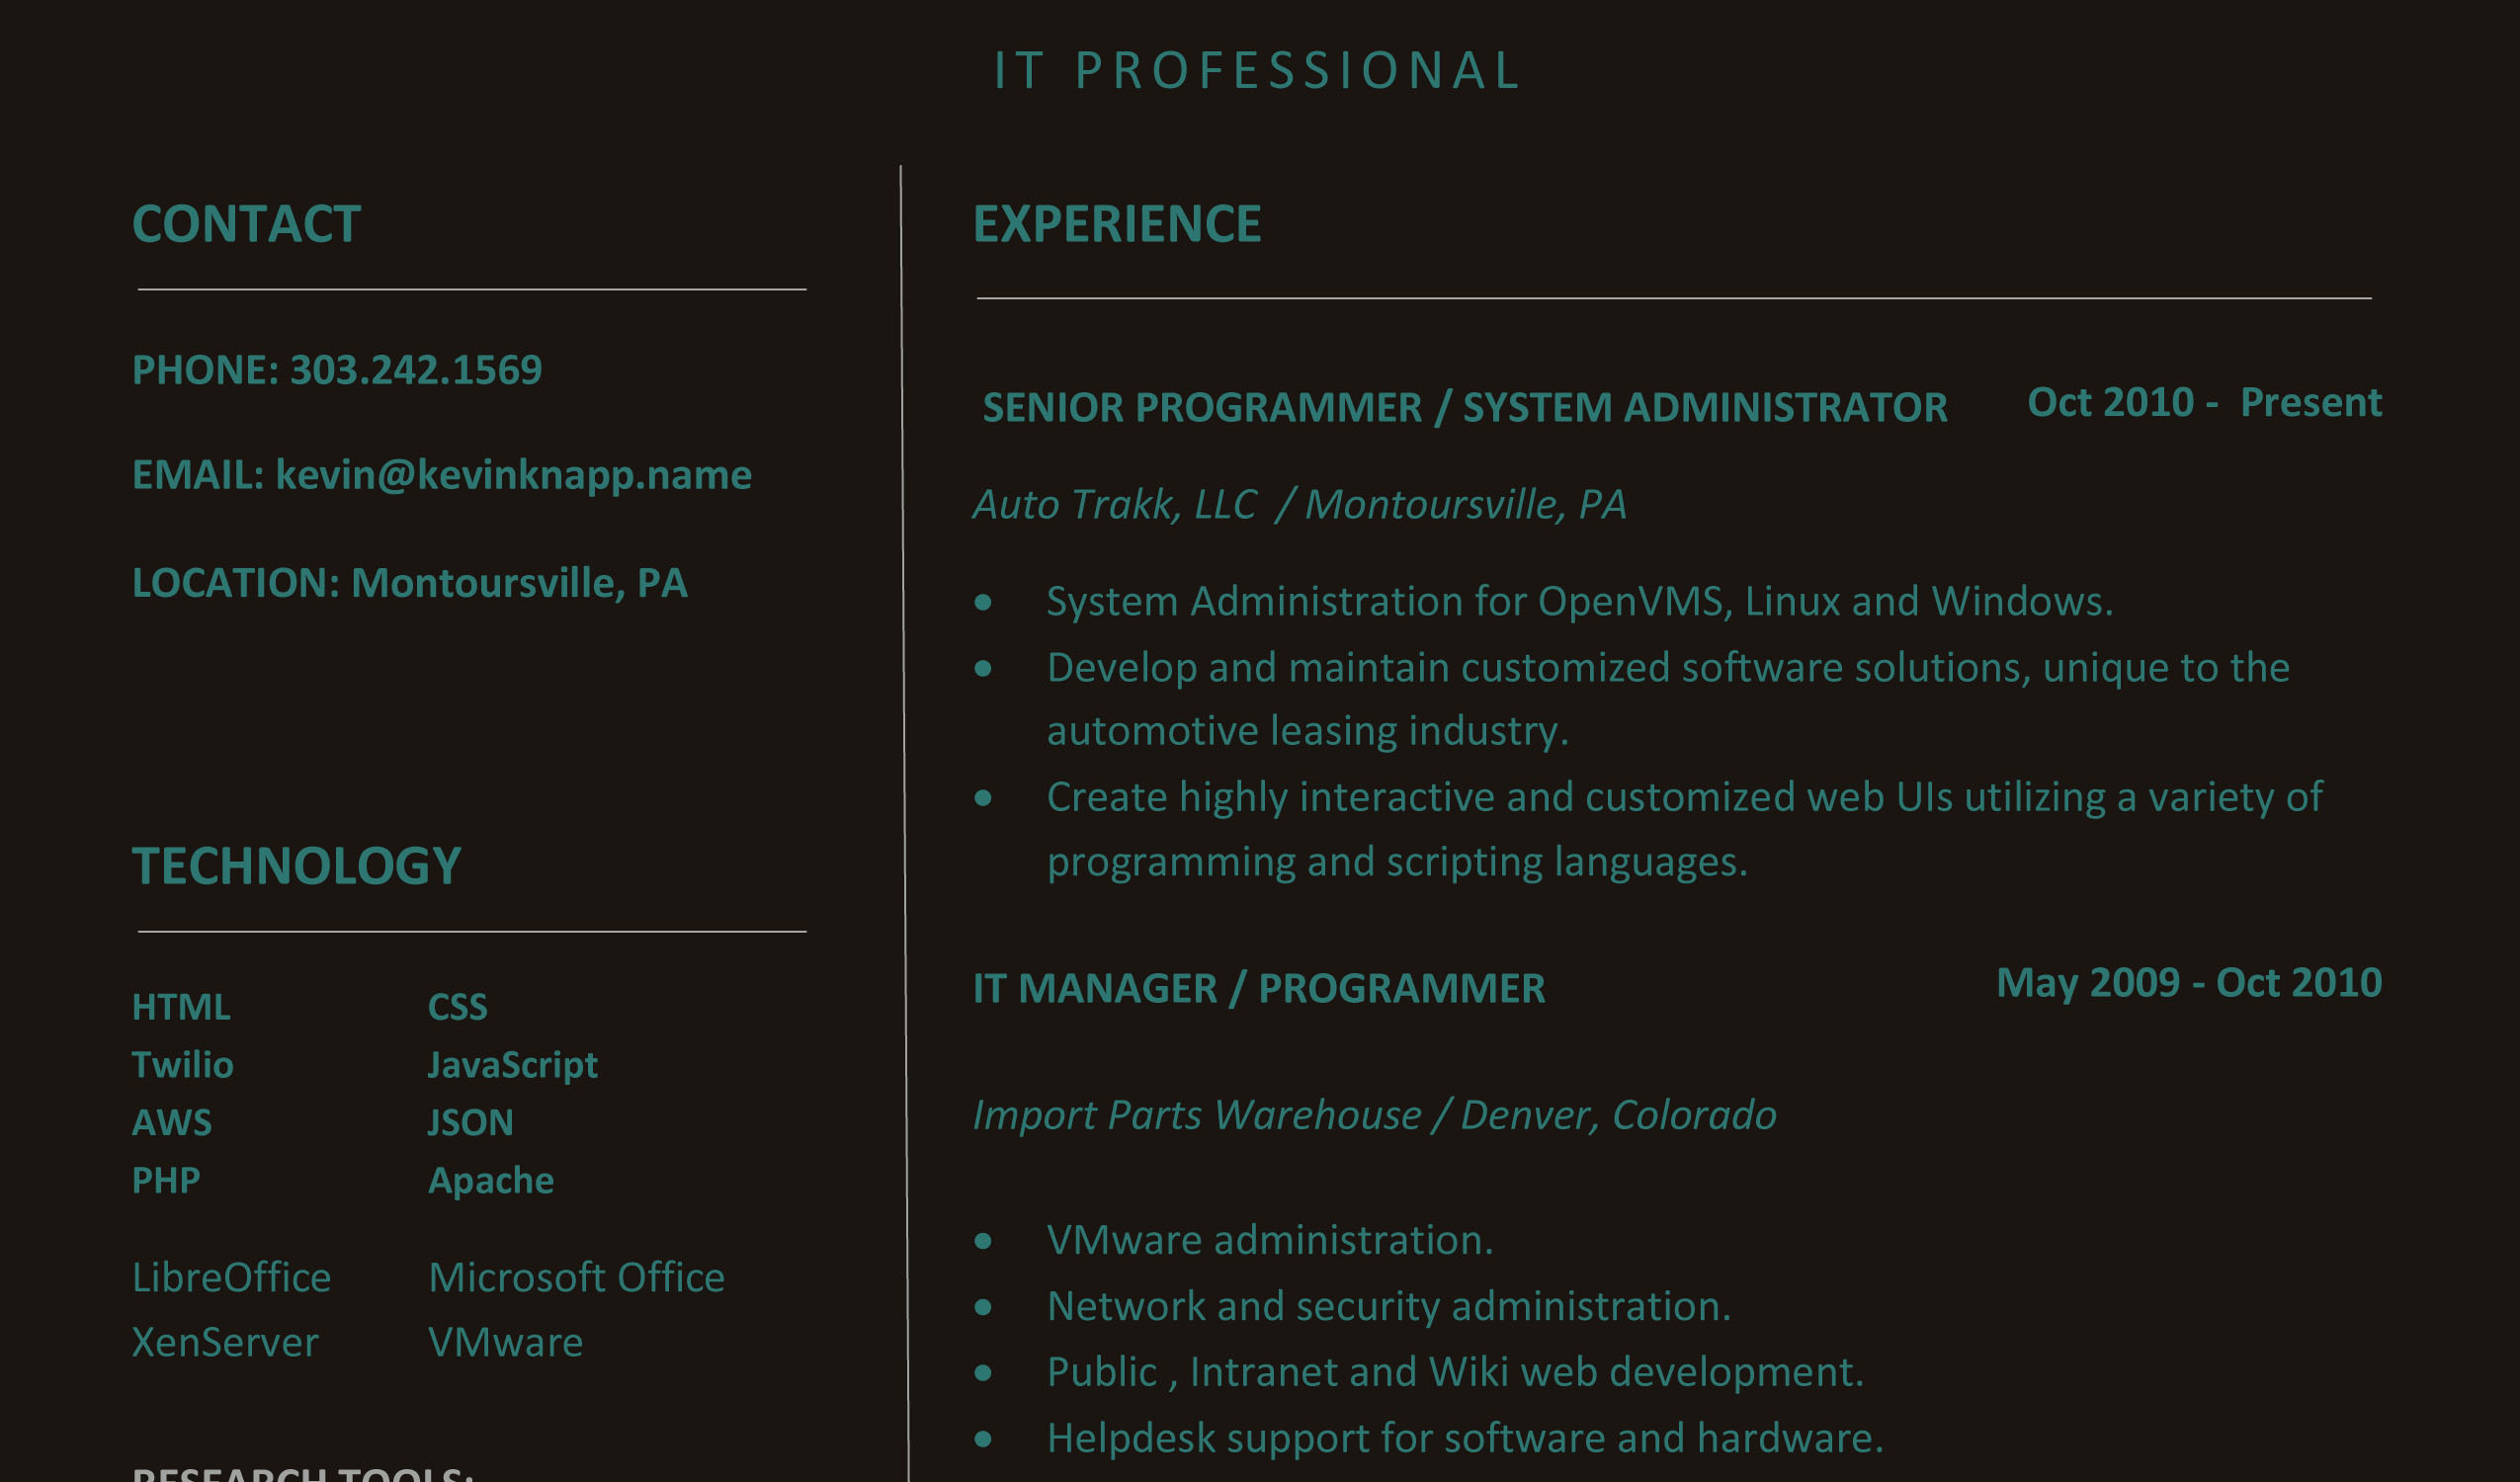 IT PROFESSIONAL
CONTACT
PHONE: 303.242.1569
EMAIL: kevin@kevinknapp.name
LOCATION: Montoursville, PA
TECHNOLOGY
HTML CSS
Twilio JavaScript
AWS JSON
PHP Apache
LibreOffice Microsoft Office
XenServer VMware
RESEARCH TOOLS:
EXPERIENCE
SENIOR PROGRAMMER / SYSTEM ADMINISTRATOR Oct 2010 - Present
Auto Trakk, LLC / Montoursville, PA
● System Administration for OpenVMS, Linux and Windows.
● Develop and maintain customized software solutions, unique to the
automotive leasing industry.
● Create highly interactive and customized web UIs utilizing a variety of
programming and scripting languages.
IT MANAGER / PROGRAMMER May 2009 - Oct 2010
Import Parts Warehouse / Denver, Colorado
● VMware administration.
● Network and security administration.
● Public , Intranet and Wiki web development.
● Helpdesk support for software and hardware.